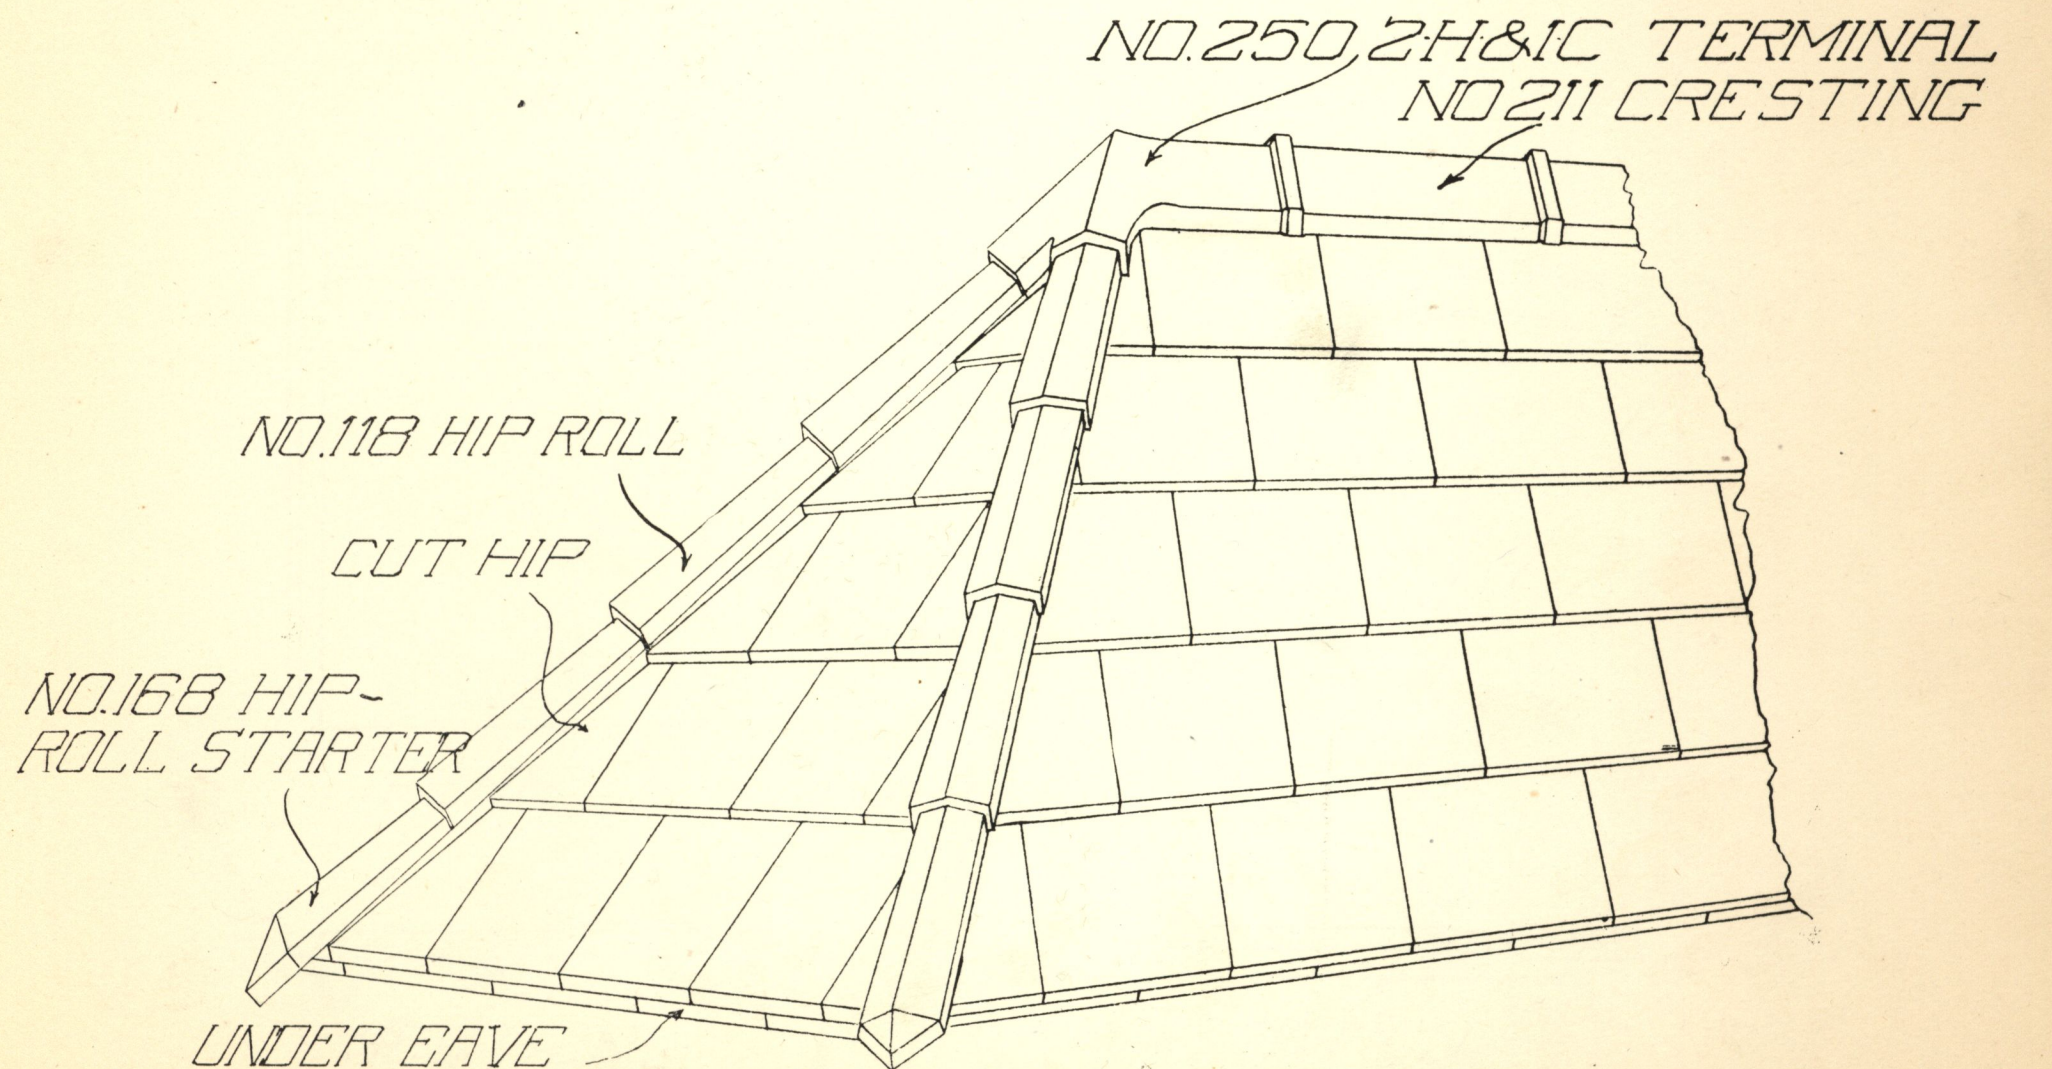 NO.250 2-H&1C TERMINAL
NO 211 CRESTING
NO.118 HIP ROLL
CUT HIP
NO.168 HIP-
ROLL STARTER
UNDER EAVE